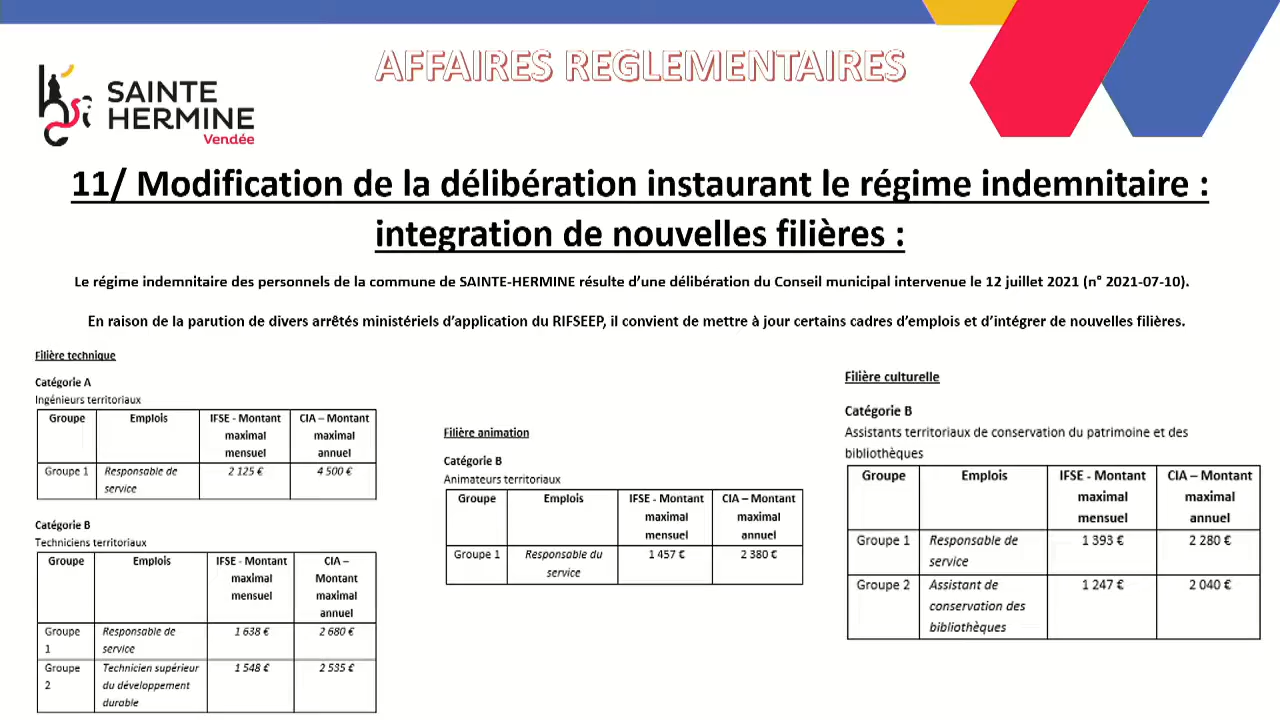 AFFAIRES REGLEMENTAIRES
SAINTE
HERMINE
Vendée
11/ Modification de la délibération instaurant le régime indemnitaire :
integration de nouvelles filières :
Le régime indemnitaire des personnels de la commune de SAINTE-HERMINE résulte d’une délibération du Conseil municipal intervenue le 12 juillet 2021 (n° 2021-07-10).
En raison de la parution de divers arrêtés ministériels d’application du RIFSEEP, il convient de mettre à jour certains cadres d’emplois et d’intégrer de nouvelles filières.
Filière technique
Catégorie A
Ingénieurs territoriaux
Groupe Emplois IFSE - Montant CIA – Montant
maximal maximal
mensuel annuel
Groupe 1 Responsable de 2 125 € 4 500 €
service
Catégorie B
Techniciens territoriaux
Groupe Emplois IFSE - Montant CIA –
maximal Montant
mensuel maximal
annuel
Groupe Responsable de 1 638 € 2 680 €
1 service
Groupe Technicien supérieur 1 548 € 2 535 €
2 du développement
durable
Filière animation
Catégorie B
Animateurs territoriaux
Groupe Emplois IFSE - Montant CIA – Montant
maximal maximal
mensuel annuel
Groupe 1 Responsable du 1 457 € 2 380 €
service
Filière culturelle
Catégorie B
Assistants territoriaux de conservation du patrimoine et des
bibliothèques
Groupe Emplois IFSE - Montant CIA – Montant
maximal maximal
mensuel annuel
Groupe 1 Responsable de 1 393 € 2 280 €
service
Groupe 2 Assistant de 1 247 € 2 040 €
conservation des
bibliothèques